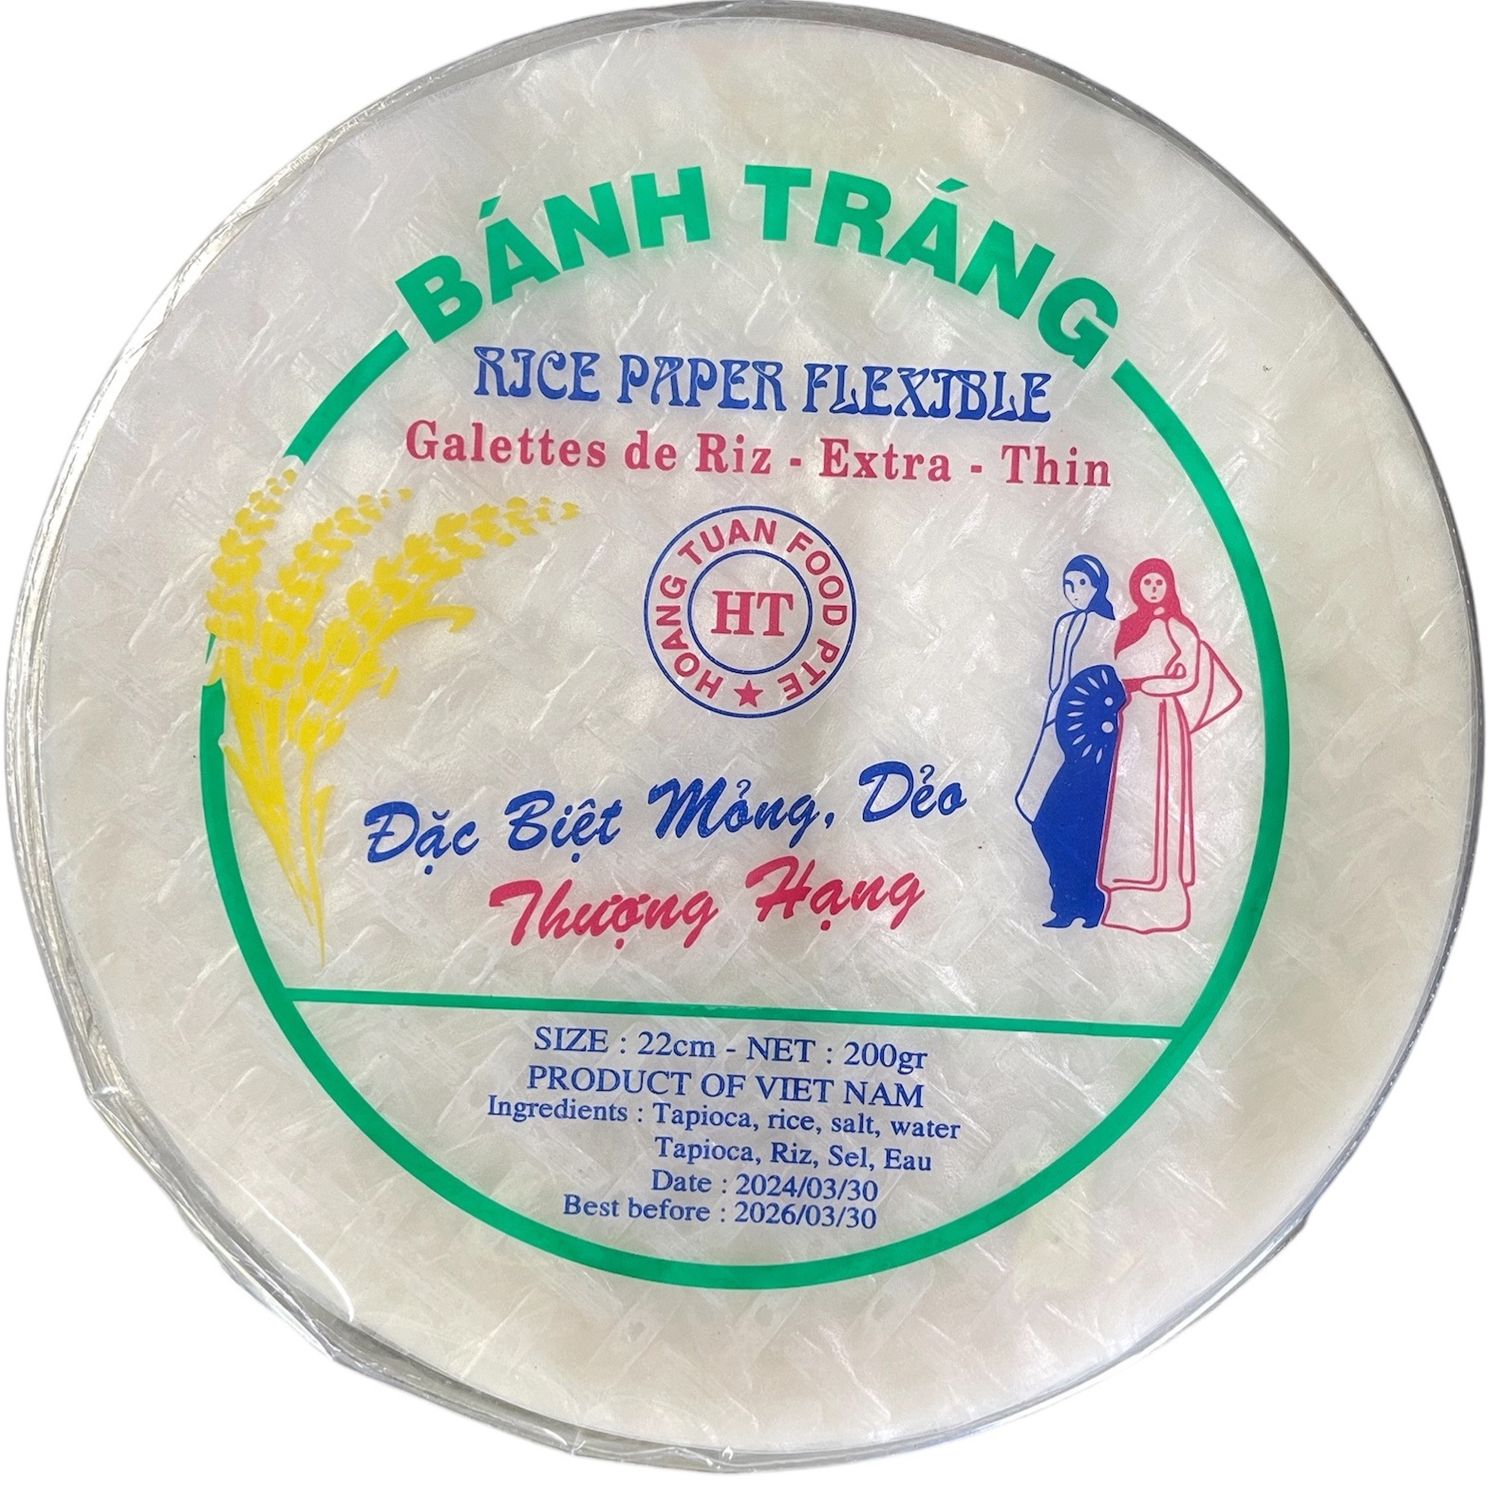 BÁNH TRÁNG
RICE PAPER FLEXIBLE
Galettes de Riz - Extra - Thin
HOANG TUAN FOOD PTE
HT
Đặc Biệt Mỏng, Dẻo
Thượng Hạng
SIZE : 22cm - NET : 200gr
PRODUCT OF VIET NAM
Ingredients : Tapioca, rice, salt, water
Tapioca, Riz, Sel, Eau
Date : 2024/03/30
Best before : 2026/03/30